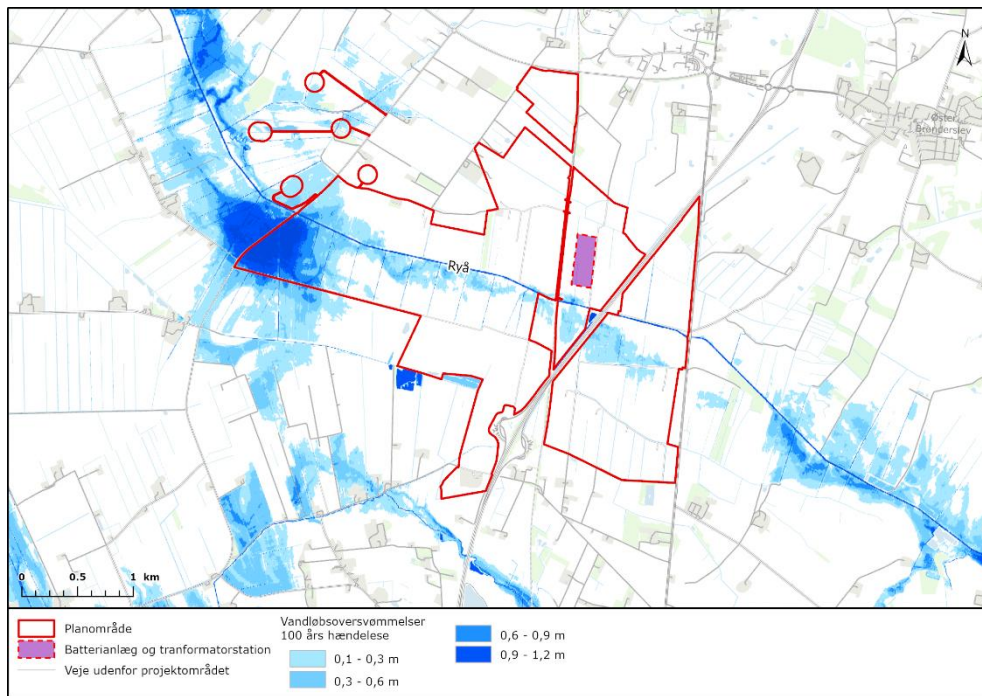 N
Øster
Brønderslev
Ryå
0 0.5 1 km
Planområde
Batterianlæg og tranformatorstation
Veje udenfor projektområdet
Vandløbsoversvømmelser
100 års hændelese
0,1 - 0,3 m
0,3 - 0,6 m
0,6 - 0,9 m
0,9 - 1,2 m